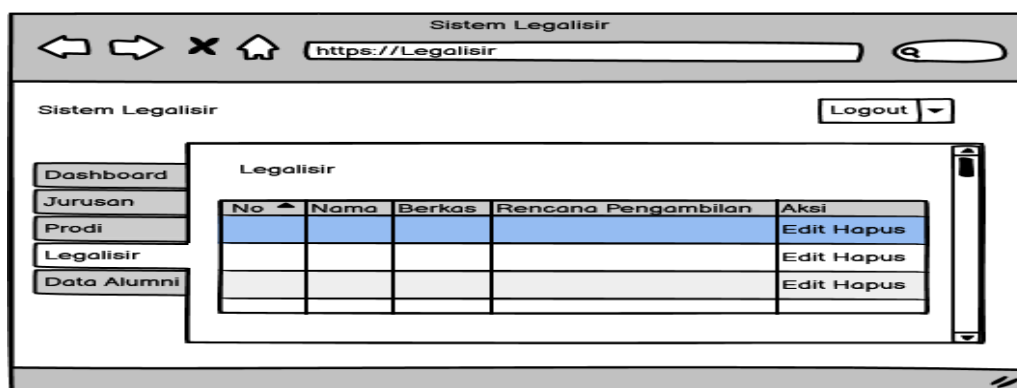 Sistem Legalisir
https://Legalisir
Sistem Legalisir
Logout
Dashboard
Jurusan
Prodi
Legalisir
Data Alumni
Legalisir
No Nama Berkas Rencana Pengambilan Aksi
Edit Hapus
Edit Hapus
Edit Hapus